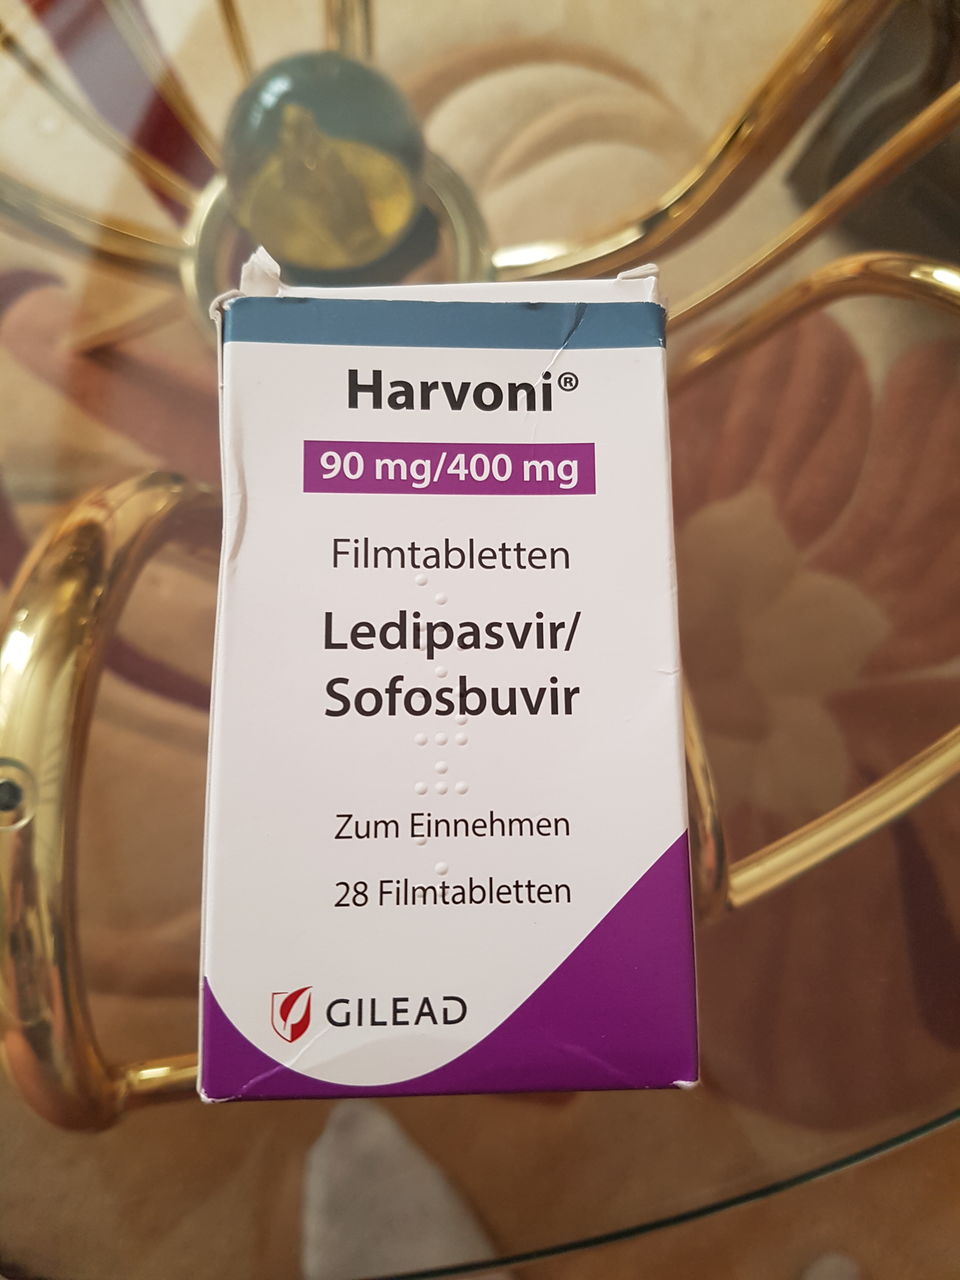 Harvoni®
90 mg/400 mg
Filmtabletten
Ledipasvir/
Sofosbuvir
Zum Einnehmen
28 Filmtabletten
GILEAD